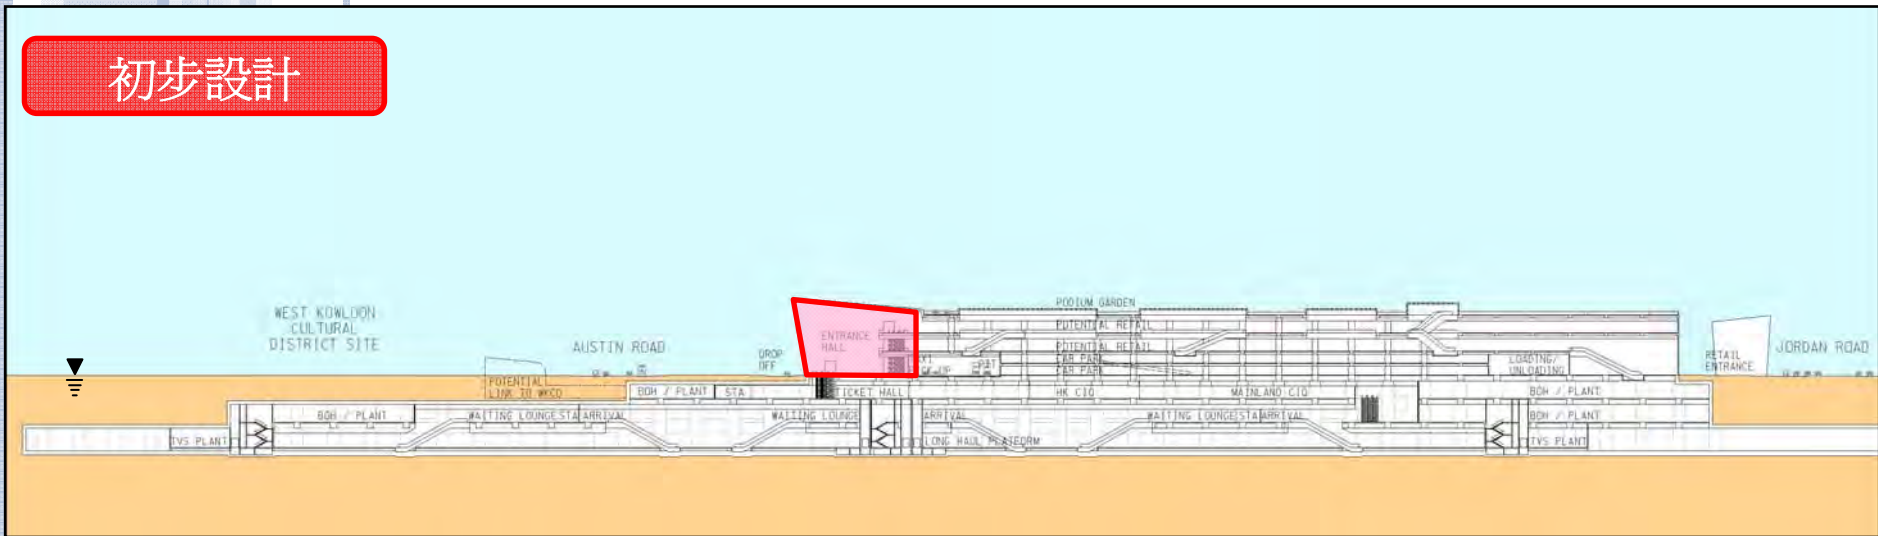 初步設計
WEST KOWLOON
CULTURAL
DISTRICT SITE
AUSTIN ROAD
DROP
OFF
ENTRANCE
HALL
PODIUM GARDEN
POTENTIAL RETAIL
POTENTIAL RETAIL
CAR PARK
CAR PARK
LOADING/
UNLOADING
RETAIL
ENTRANCE
JORDAN ROAD
POTENTIAL
LINK TO WKCD
BOH / PLANT
STA
TICKET HALL
HK CIQ
MAINLAND CIQ
BOH / PLANT
BOH / PLANT
WAITING LOUNGE STA ARRIVAL
WAITING LOUNGE
ARRIVAL
WAITING LOUNGE STA ARRIVAL
BOH / PLANT
TVS PLANT
LONG HAUL PLATFORM
TVS PLANT